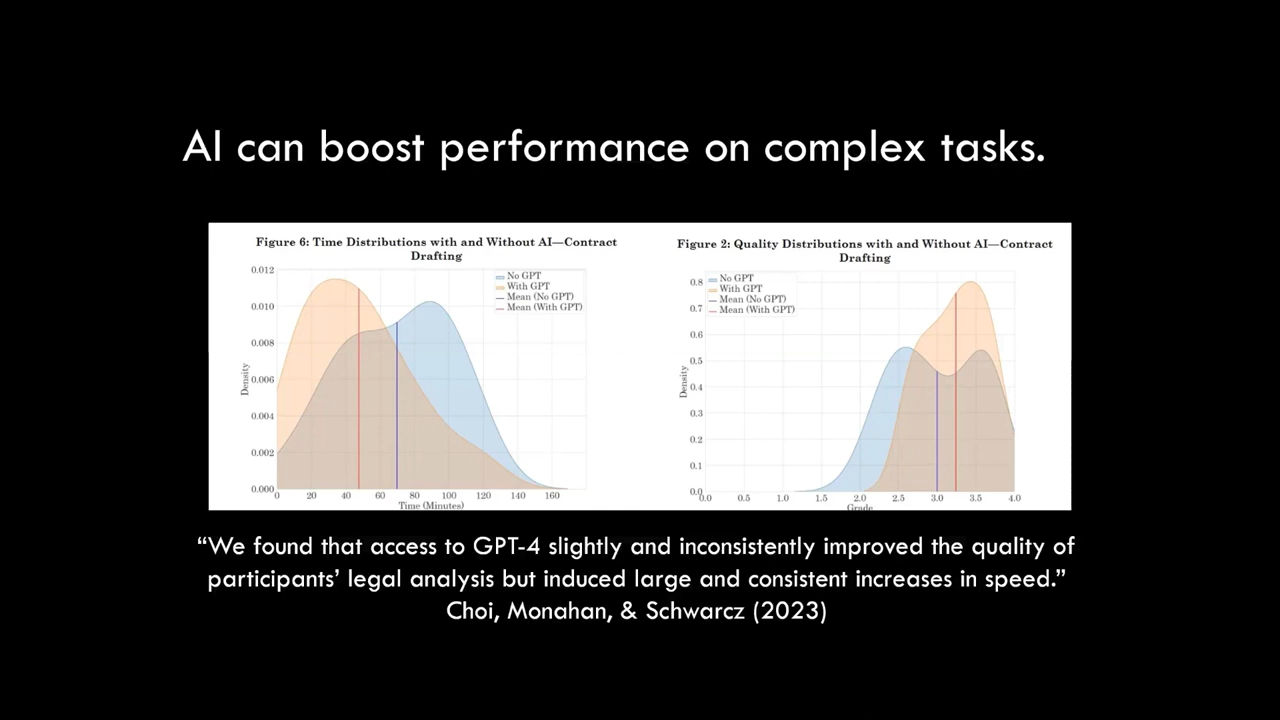 AI can boost performance on complex tasks.
Figure 6: Time Distributions with and Without AI—Contract
Drafting
No GPT
With GPT
Mean (No GPT)
Mean (With GPT)
0.012
0.010
0.008
0.006
0.004
0.002
0.000
Density
0 20 40 60 80 100 120 140 160
Time (Minutes)
Figure 2: Quality Distributions with and Without AI—Contract
Drafting
No GPT
With GPT
Mean (No GPT)
Mean (With GPT)
0.8
0.7
0.6
0.5
0.4
0.3
0.2
0.1
0.0
Density
0.0 0.5 1.0 1.5 2.0 2.5 3.0 3.5 4.0
Grade
“We found that access to GPT-4 slightly and inconsistently improved the quality of
participants’ legal analysis but induced large and consistent increases in speed.”
Choi, Monahan, & Schwarcz (2023)